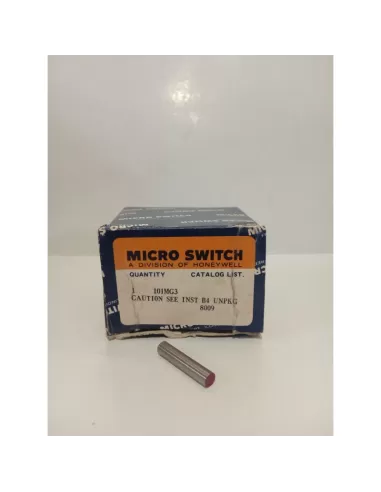 MICRO SWITCH
A DIVISION OF HONEYWELL
QUANTITY CATALOG LIST.
1 101MG3
CAUTION SEE INST B4 UNPKG
8009